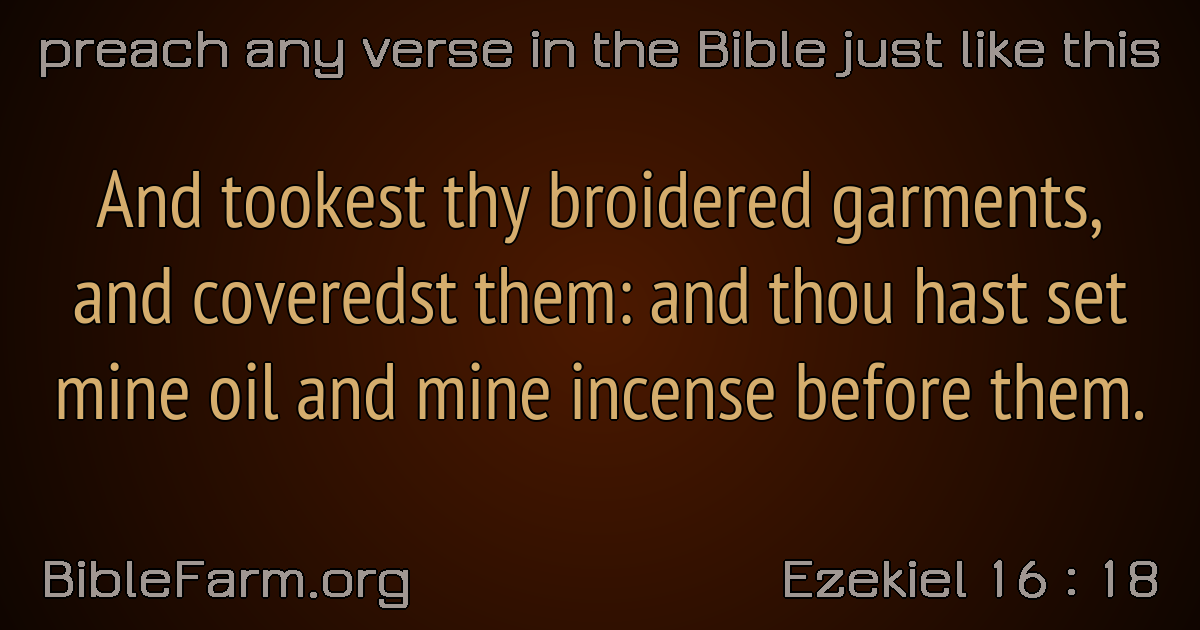 preach any verse in the Bible just like this
And tookest thy broidered garments,
and coveredst them: and thou hast set
mine oil and mine incense before them.
BibleFarm.org
Ezekiel 16 : 18